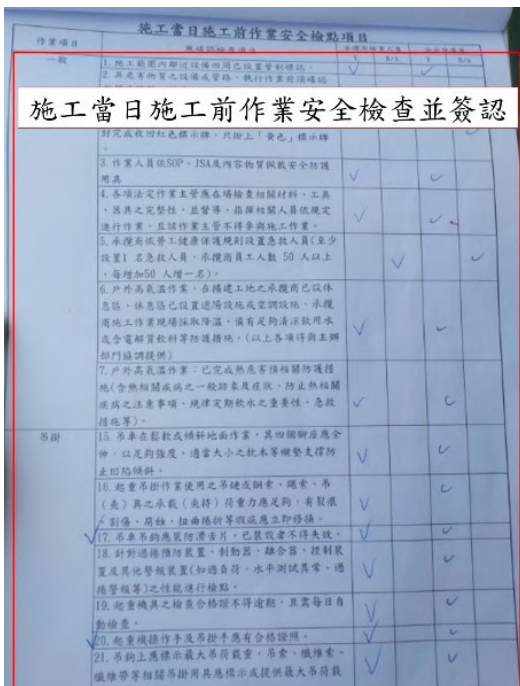 施工當日施工前作業安全檢點項目
作業項目
一般
1. 施工範圍內鄰近設備四周已設置管制標誌。
2. 具危害物質之設備或管路，執行作業前須確認
施工當日施工前作業安全檢查並簽認
封完成後收回紅色標示牌，只掛上「黃色」標示牌
。
3. 作業人員依SOP、JSA及內容物質佩戴安全防護
用具
4. 各項法定作業主管應在場檢查相關材料、工具
、器具之完整性，並督導、指揮相關人員依規定
進行作業，且該作業主管不得參與施工作業。
5. 承攬商依勞工健康保護規則設置急救人員(至少
設置1 名急救人員，承攬商員工人數 50 人以上
，每增加50 人增一名)。
6. 戶外高氣溫作業，在搭建工地之承攬商已設休
息區，休息區已設置遮陽設施或空調設施，承攬
商施工作業現場採取降溫、備有足夠清涼飲用水
或含電解質飲料等防護措施。(以上各項得與主辦
部門協調提供)
7. 戶外高氣溫作業：已完成熱危害預相關防護措
施(含熱相關疾病之一般跡象及症狀、防止熱相關
疾病之注意事項、規律定期飲水之重要性、急救
措施等)。
吊掛
15. 吊車在鬆軟或傾斜地面作業，其四個腳座應全
伸，以足夠強度、適當大小之枕木等襯墊支撐防
止凹陷傾斜。
16. 起重吊掛作業使用之吊鏈或鋼索、繩索、吊
(夾) 具之承載 (夾持) 荷重力應足夠，有裂痕
、割傷、腐蝕、扭曲捲折等瑕疵應立即修換。
17. 吊車吊鉤應裝防滑舌片，已裝設者不得失效。
18. 針對過捲預防裝置、制動器、離合器、控制裝
置及其他警報裝置(如過負荷、水平測試異常、過
捲警報等)之性能進行檢點。
19. 起重機具之檢查合格證不得逾期，且需每日自
動檢查。
20. 起重機操作手及吊掛手應有合格證照。
21. 吊鉤上應標示最大吊荷載重，吊索、纖維索、
纖維帶等相關吊掛用具應標示或提供最大吊荷載